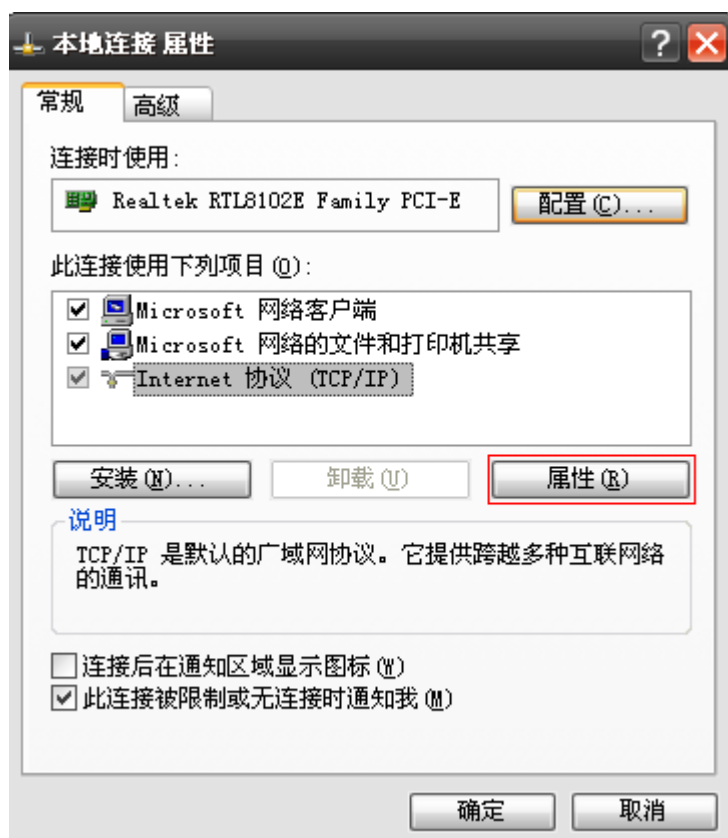 本地连接 属性
常规
高级
连接时使用:
Realtek RTL8102E Family PCI-E
配置(C)...
此连接使用下列项目(O):
Microsoft 网络客户端
Microsoft 网络的文件和打印机共享
Internet 协议 (TCP/IP)
安装(N)...
卸载(U)
属性(R)
说明
TCP/IP 是默认的广域网协议。它提供跨越多种互联网络
的通讯。
连接后在通知区域显示图标(W)
此连接被限制或无连接时通知我(M)
确定
取消